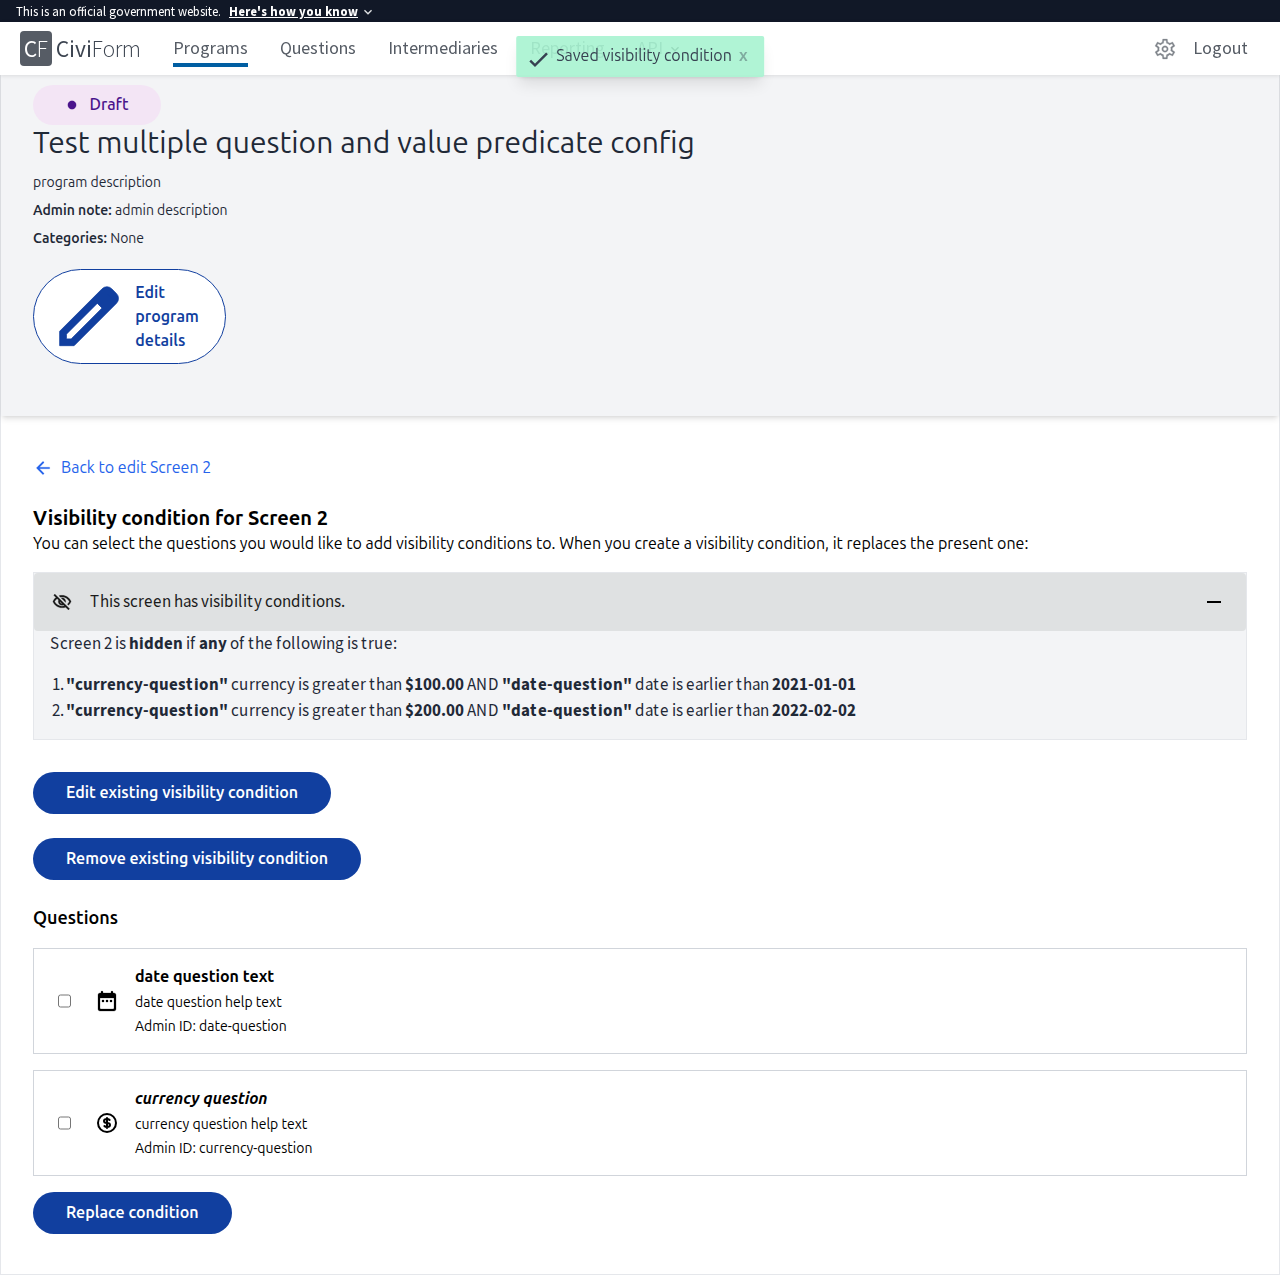 This is an official government website. Here's how you know
CF CiviForm Programs Questions Intermediaries Reporting API Logout
Saved visibility condition x
Draft
Test multiple question and value predicate config
program description
Admin note: admin description
Categories: None
Edit
program
details
Back to edit Screen 2
Visibility condition for Screen 2
You can select the questions you would like to add visibility conditions to. When you create a visibility condition, it replaces the present one:
This screen has visibility conditions.
Screen 2 is hidden if any of the following is true:
1. "currency-question" currency is greater than $100.00 AND "date-question" date is earlier than 2021-01-01
2. "currency-question" currency is greater than $200.00 AND "date-question" date is earlier than 2022-02-02
Edit existing visibility condition
Remove existing visibility condition
Questions
date question text
date question help text
Admin ID: date-question
currency question
currency question help text
Admin ID: currency-question
Replace condition